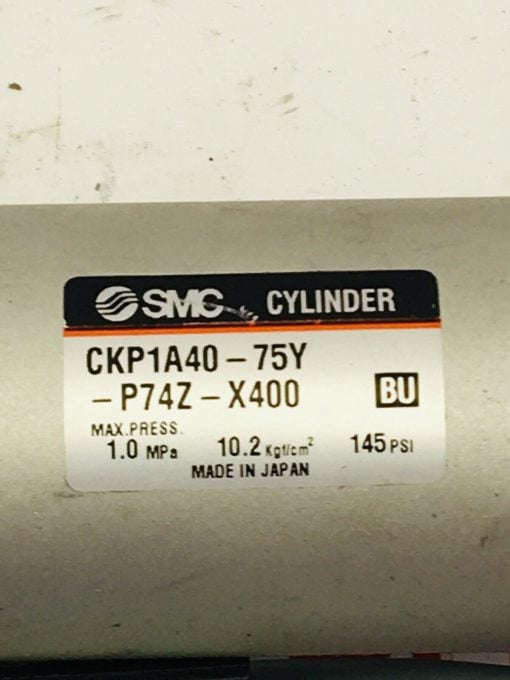 SMC CYLINDER
CKP1A40-75Y
-P74Z-X400
BU
MAX.PRESS.
1.0 MPa 10.2 Kgf/cm² 145 PSI
MADE IN JAPAN